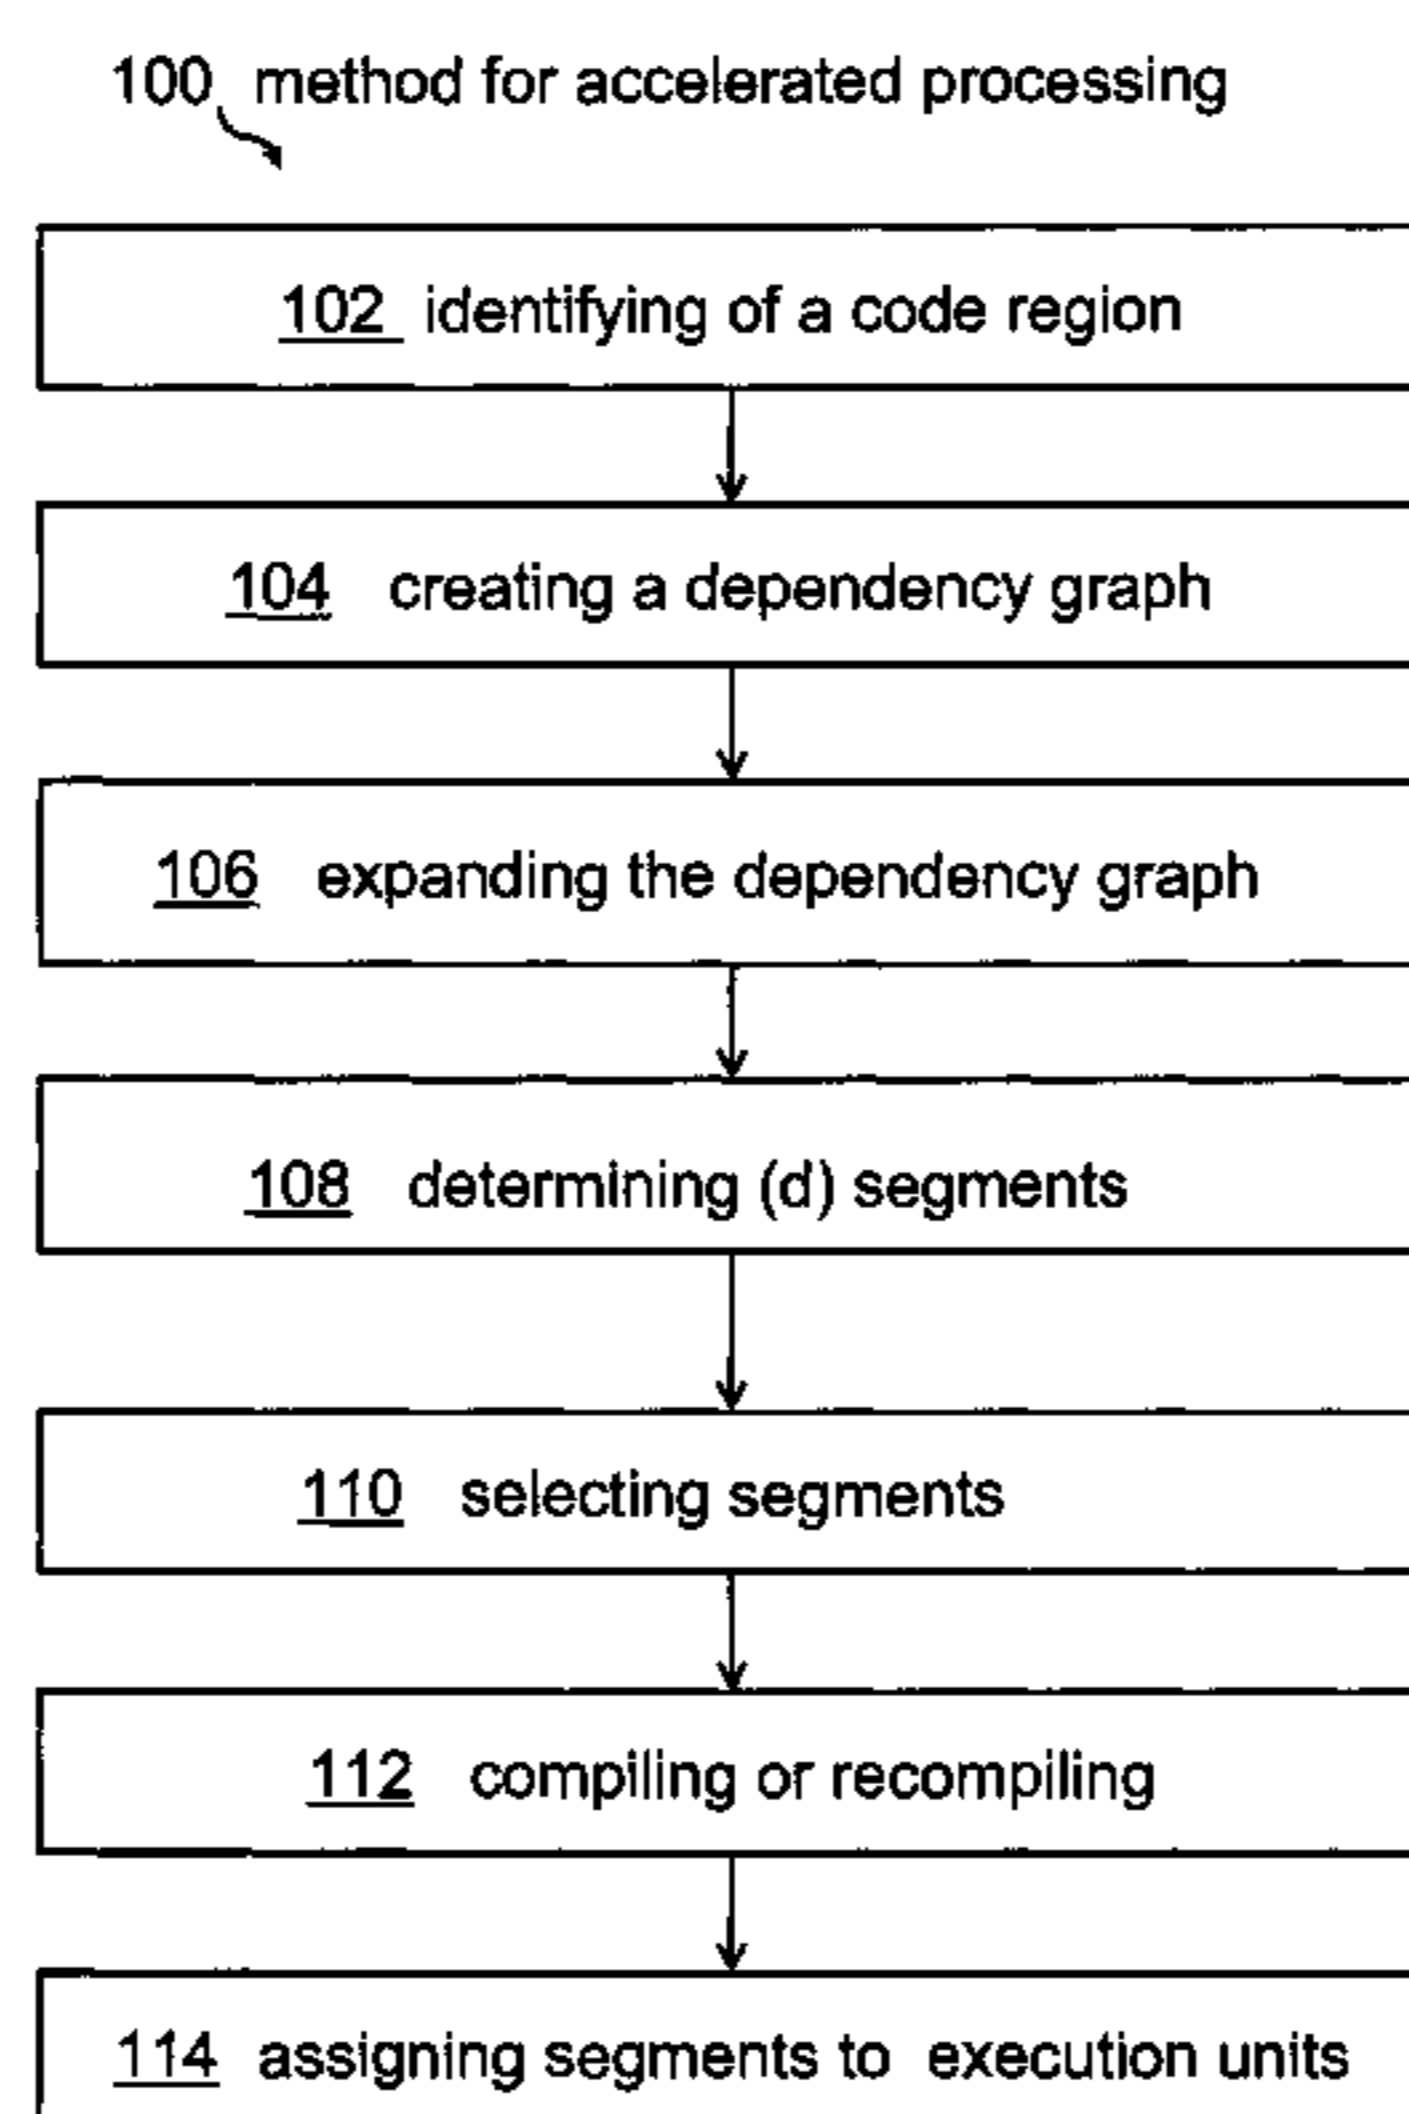 100 method for accelerated processing
102 identifying of a code region
104 creating a dependency graph
106 expanding the dependency graph
108 determining (d) segments
110 selecting segments
112 compiling or recompiling
114 assigning segments to execution units